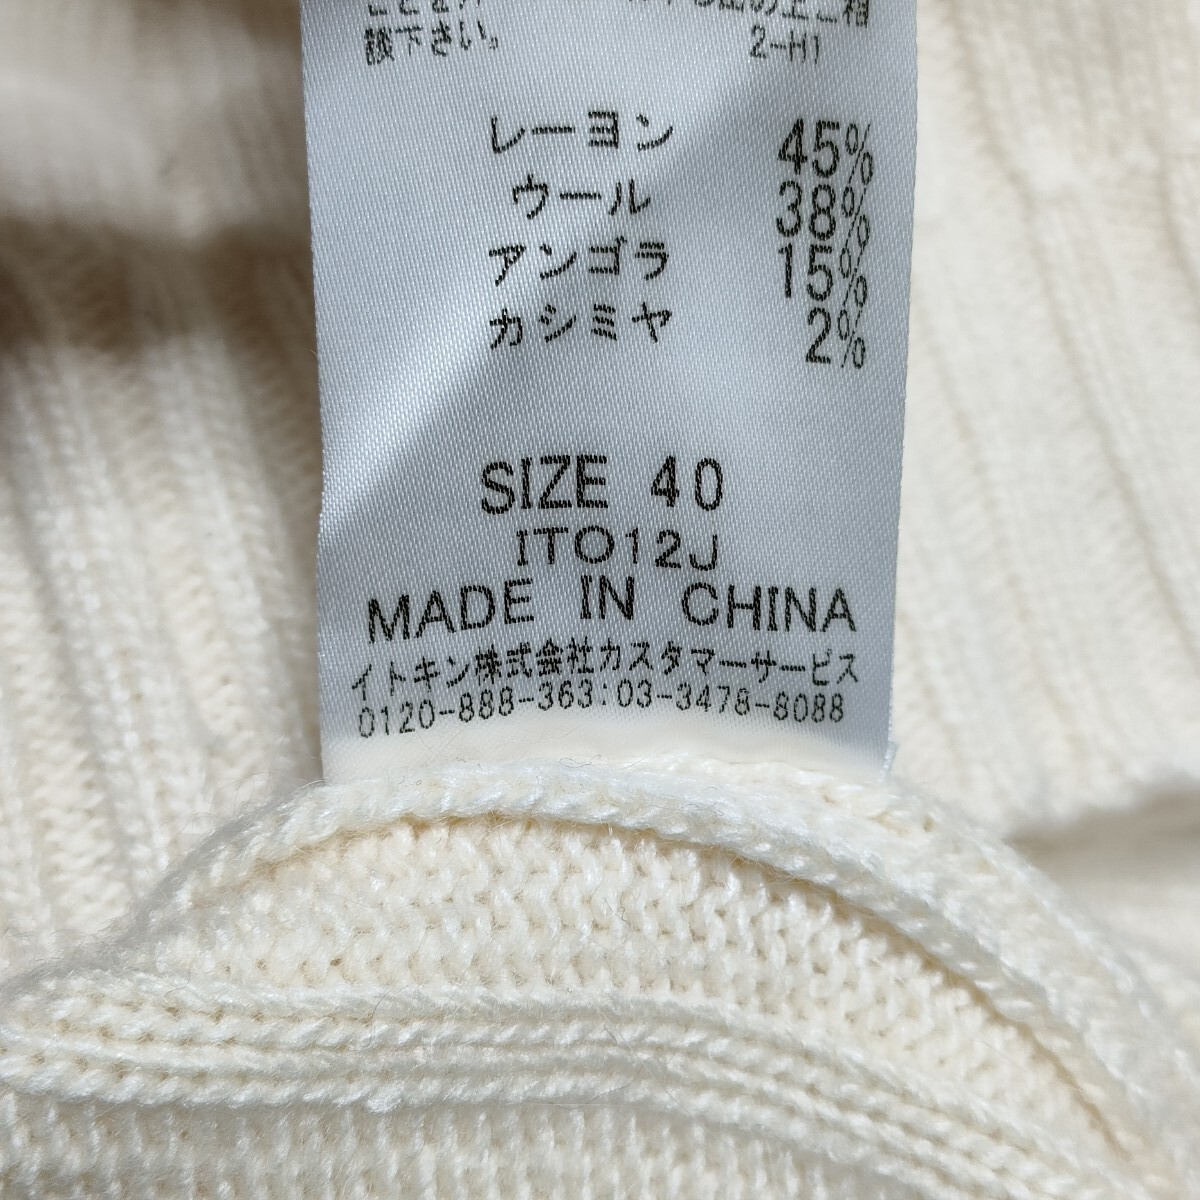 談下さい。
2-H1
レーヨン 45%
ウール 38%
アンゴラ 15%
カシミヤ 2%
SIZE 40
ITO12J
MADE IN CHINA
イトキン株式会社カスタマーサービス
0120-888-363:03-3478-8088